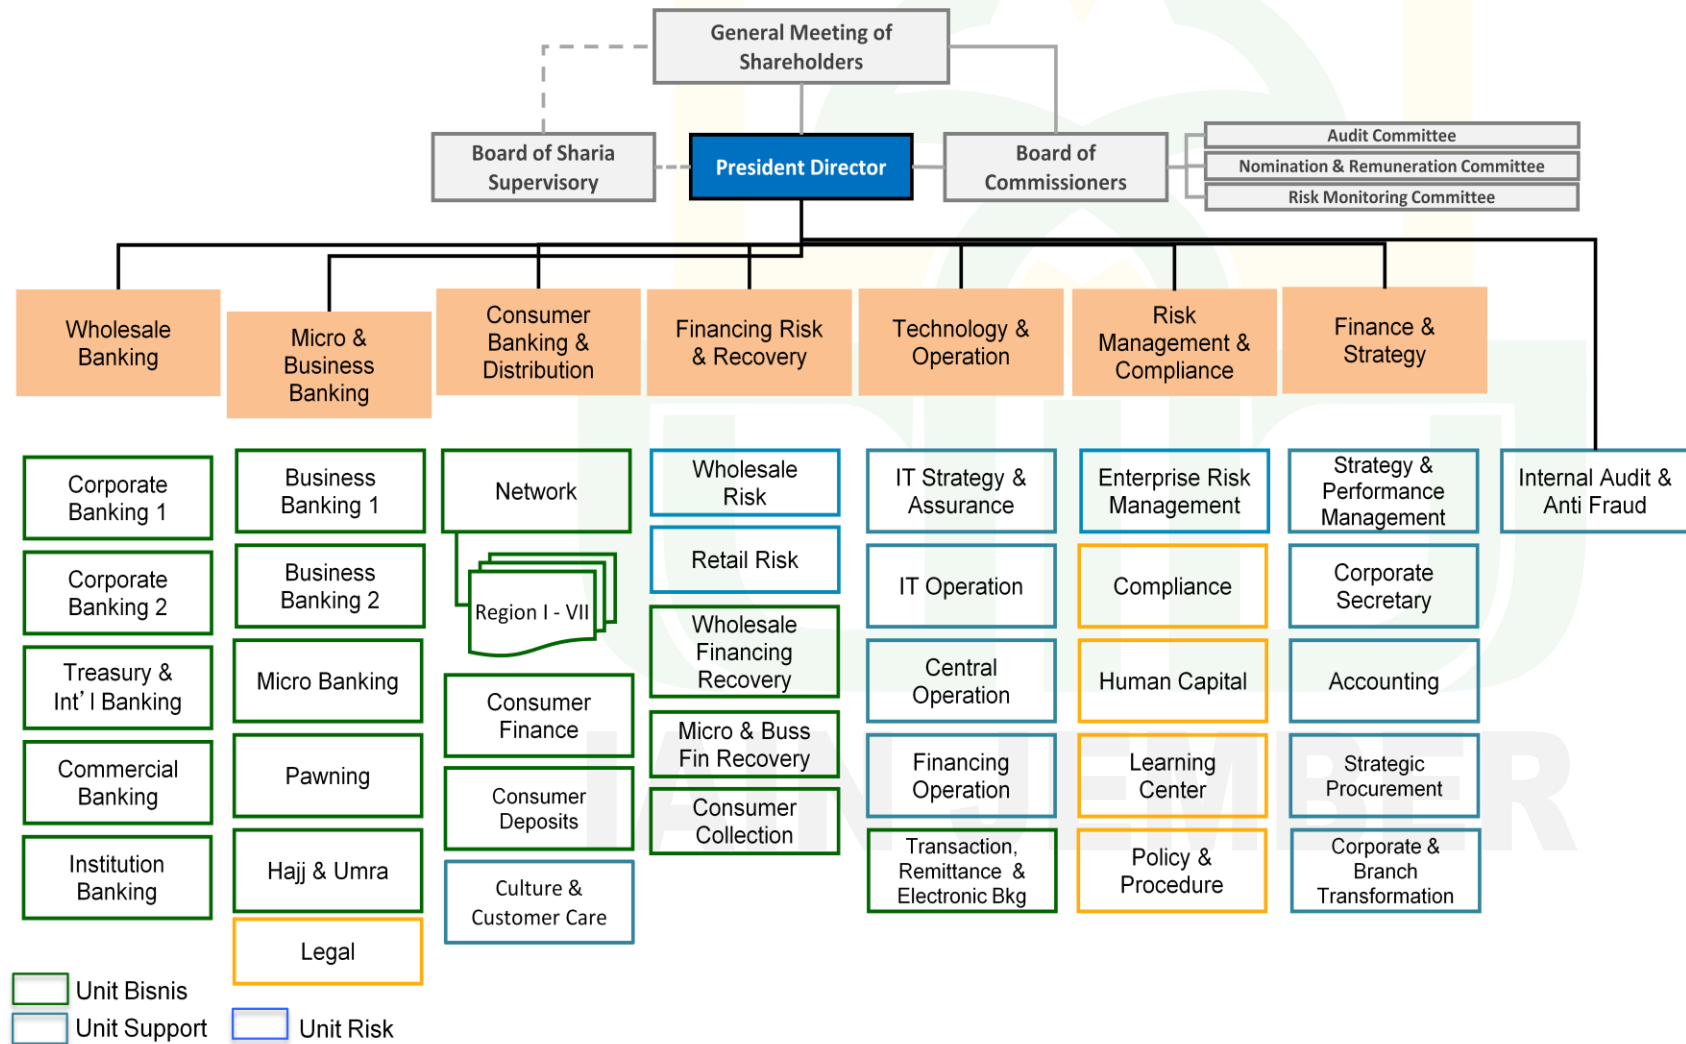 General Meeting of
Shareholders
Board of Sharia
Supervisory
President Director
Board of
Commissioners
Audit Committee
Nomination & Remuneration Committee
Risk Monitoring Committee
Wholesale
Banking
Micro &
Business
Banking
Consumer
Banking &
Distribution
Financing Risk
& Recovery
Technology &
Operation
Risk
Management &
Compliance
Finance &
Strategy
Corporate
Banking 1
Corporate
Banking 2
Treasury &
Int' l Banking
Commercial
Banking
Institution
Banking
Business
Banking 1
Business
Banking 2
Micro Banking
Pawning
Hajj & Umra
Legal
Network
Region I - VII
Consumer
Finance
Consumer
Deposits
Culture &
Customer Care
Wholesale
Risk
Retail Risk
Wholesale
Financing
Recovery
Micro & Buss
Fin Recovery
Consumer
Collection
IT Strategy &
Assurance
IT Operation
Central
Operation
Financing
Operation
Transaction,
Remittance &
Electronic Bkg
Enterprise Risk
Management
Compliance
Human Capital
Learning
Center
Policy &
Procedure
Strategy &
Performance
Management
Corporate
Secretary
Accounting
Strategic
Procurement
Corporate &
Branch
Transformation
Internal Audit &
Anti Fraud
IAIN JEMBER
Unit Bisnis
Unit Support
Unit Risk